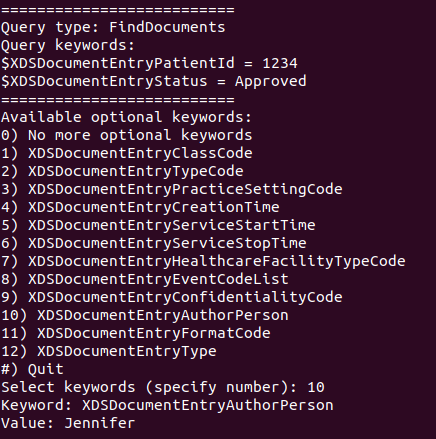 ==========================
Query type: FindDocuments
Query keywords:
$XDSDocumentEntryPatientId = 1234
$XDSDocumentEntryStatus = Approved
==========================
Available optional keywords:
0) No more optional keywords
1) XDSDocumentEntryClassCode
2) XDSDocumentEntryTypeCode
3) XDSDocumentEntryPracticeSettingCode
4) XDSDocumentEntryCreationTime
5) XDSDocumentEntryServiceStartTime
6) XDSDocumentEntryServiceStopTime
7) XDSDocumentEntryHealthcareFacilityTypeCode
8) XDSDocumentEntryEventCodeList
9) XDSDocumentEntryConfidentialityCode
10) XDSDocumentEntryAuthorPerson
11) XDSDocumentEntryFormatCode
12) XDSDocumentEntryType
#) Quit
Select keywords (specify number): 10
Keyword: XDSDocumentEntryAuthorPerson
Value: Jennifer